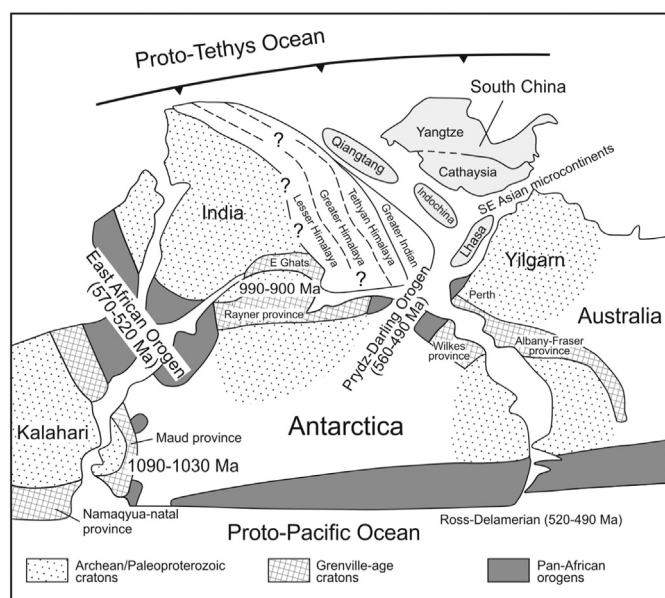 Proto-Tethys Ocean
South China
Yangtze
Cathaysia
Qiangtang
Indochina
SE Asian microcontinents
Lhasa
?
?
?
?
India
Lesser Himalaya
Greater Himalaya
Tethyan Himalaya
Greater Indian
E Ghats
990-900 Ma
Rayner province
East African Orogen
(570-520 Ma)
Prydz-Darling Orogen
(560-490 Ma)
Yilgarn
Perth
Australia
Albany-Fraser
province
Wilkes
province
Kalahari
Maud province
1090-1030 Ma
Antarctica
Namaqyua-natal
province
Proto-Pacific Ocean
Ross-Delamerian (520-490 Ma)
Archean/Paleoproterozoic
cratons
Grenville-age
cratons
Pan-African
orogens